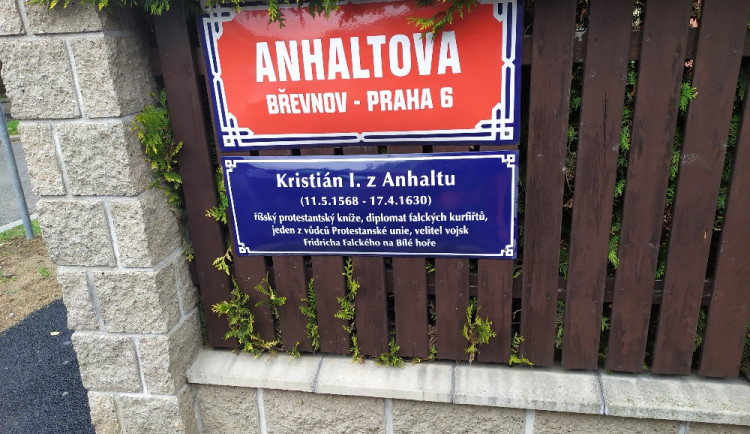 ANHALTOVA
BŘEVNOV - PRAHA 6
Kristián I. z Anhaltu
(11.5.1568 - 17.4.1630)
říšský protestantský kníže, diplomat falckých kurfiřtů,
jeden z vůdců Protestanské unie, velitel vojsk
Fridricha Falckého na Bílé hoře